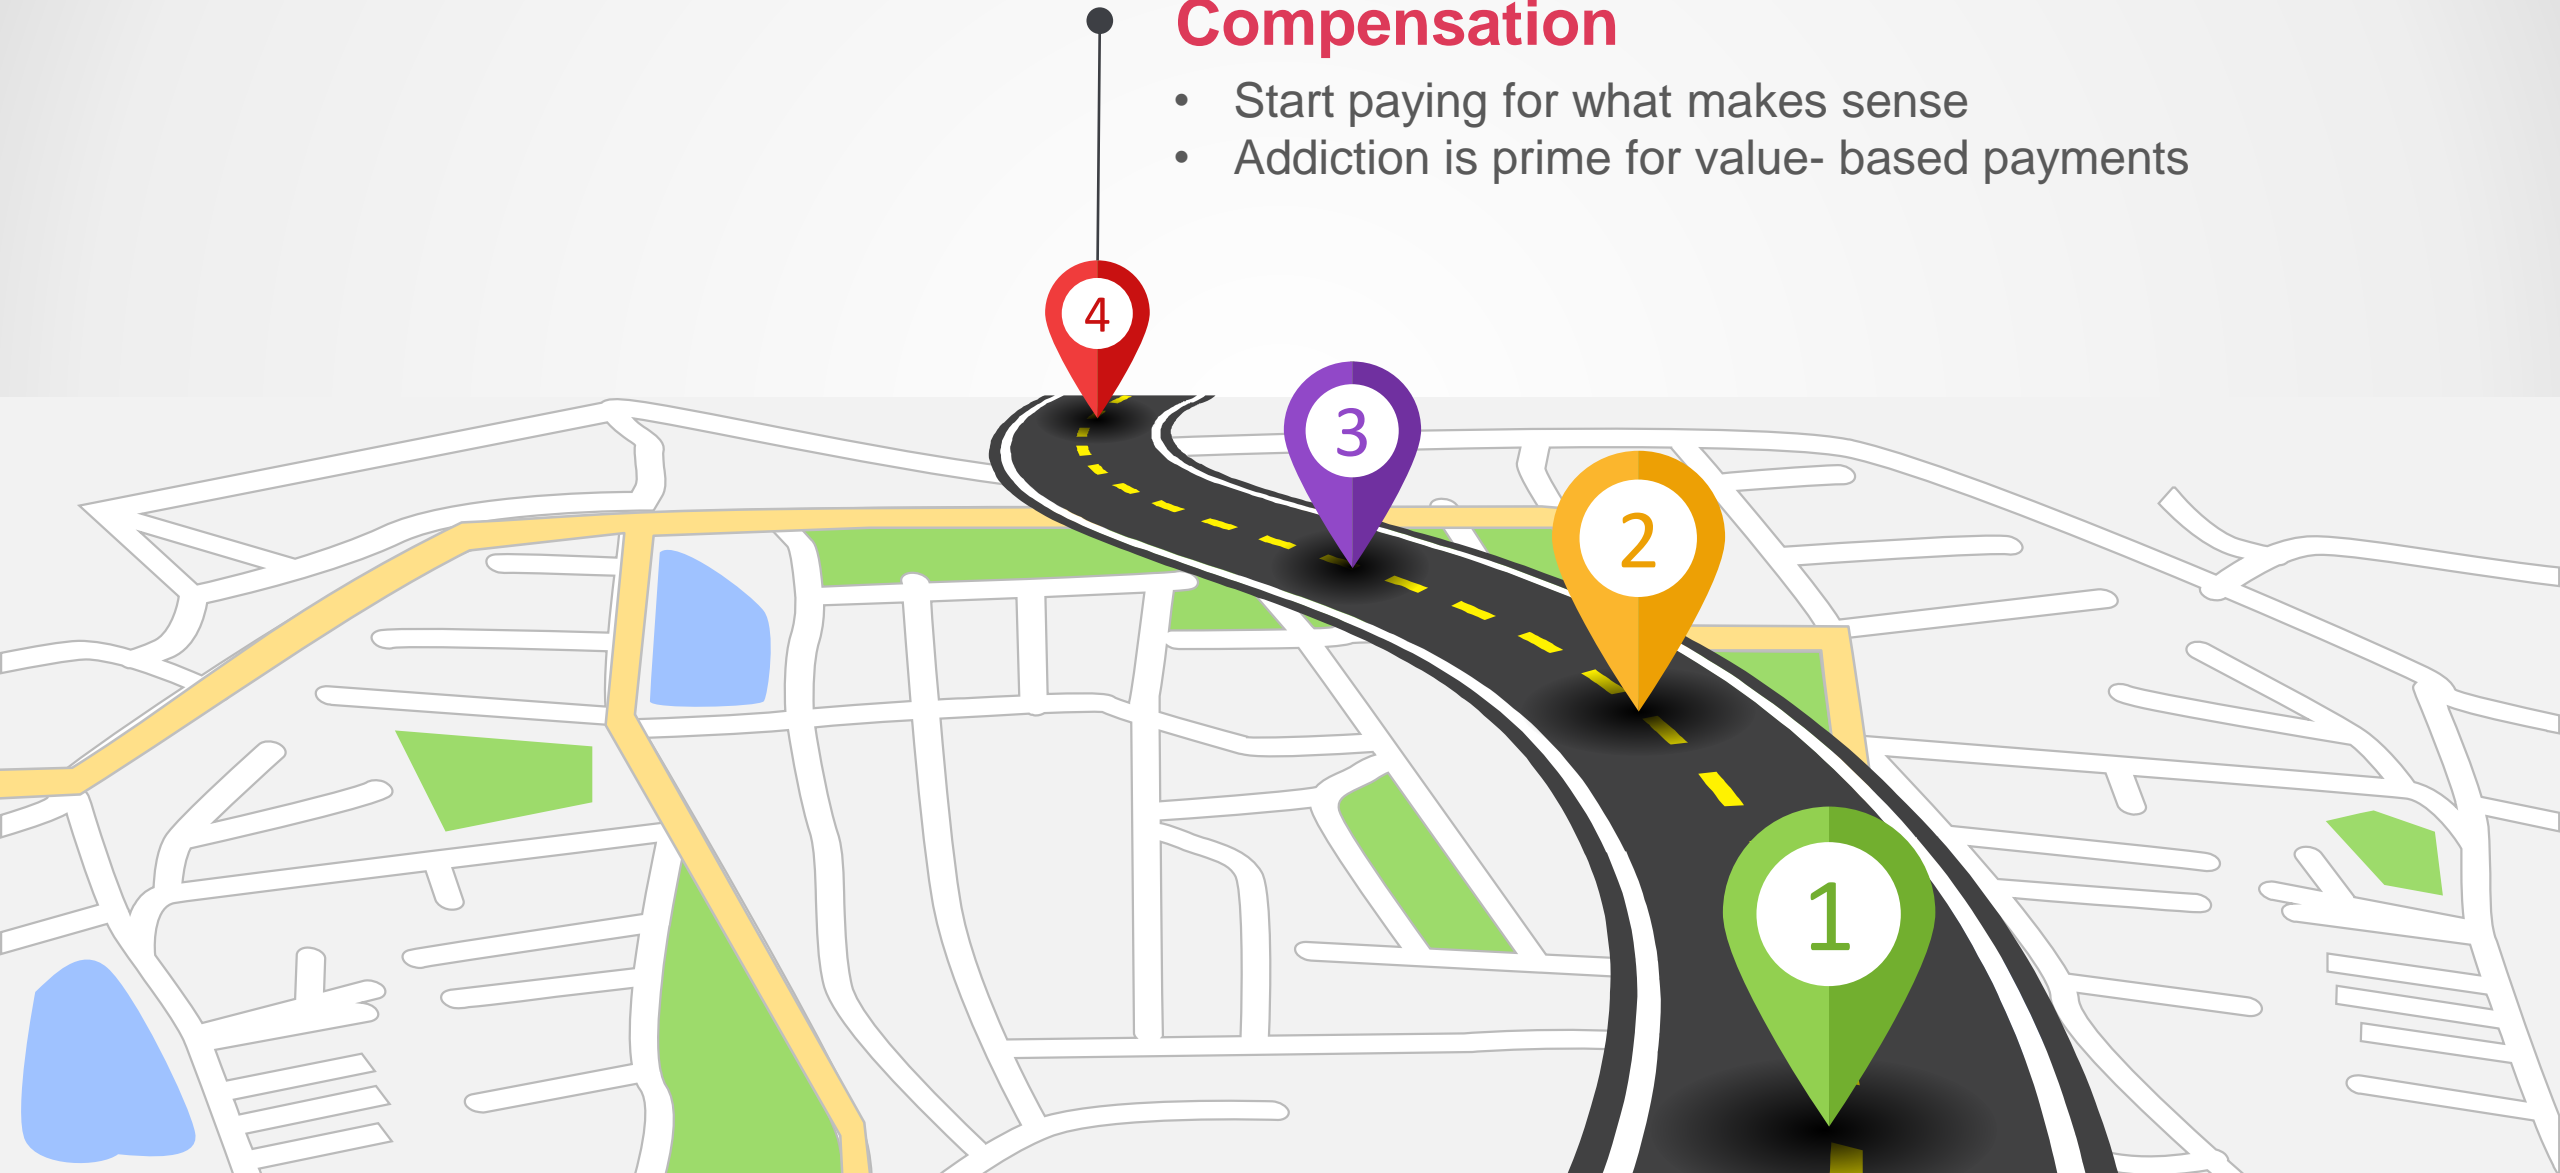 Compensation
• Start paying for what makes sense
• Addiction is prime for value- based payments
4
3
2
1